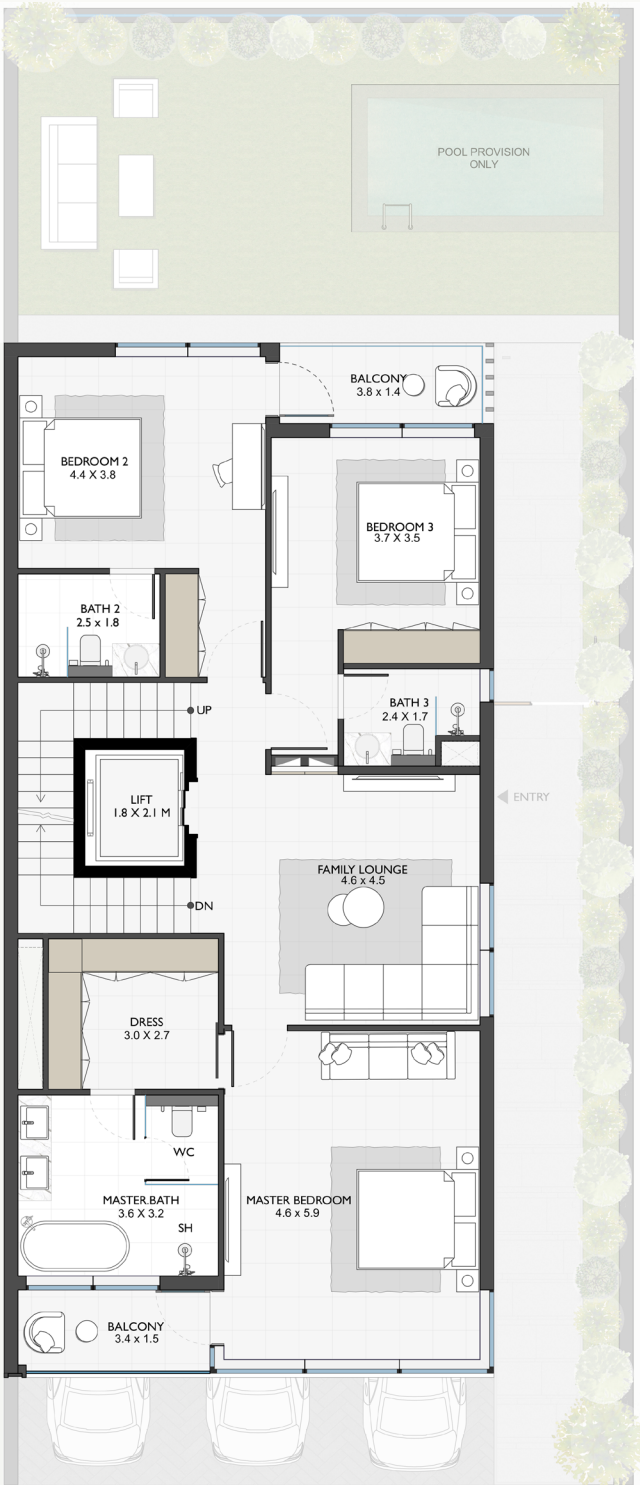 POOL PROVISION
ONLY
BALCONY
3.8 x 1.4
BEDROOM 2
4.4 X 3.8
BEDROOM 3
3.7 X 3.5
BATH 2
2.5 x 1.8
BATH 3
2.4 X 1.7
UP
LIFT
1.8 X 2.1 M
ENTRY
FAMILY LOUNGE
4.6 x 4.5
DN
DRESS
3.0 X 2.7
WC
MASTER BATH
3.6 X 3.2
MASTER BEDROOM
4.6 x 5.9
SH
BALCONY
3.4 x 1.5